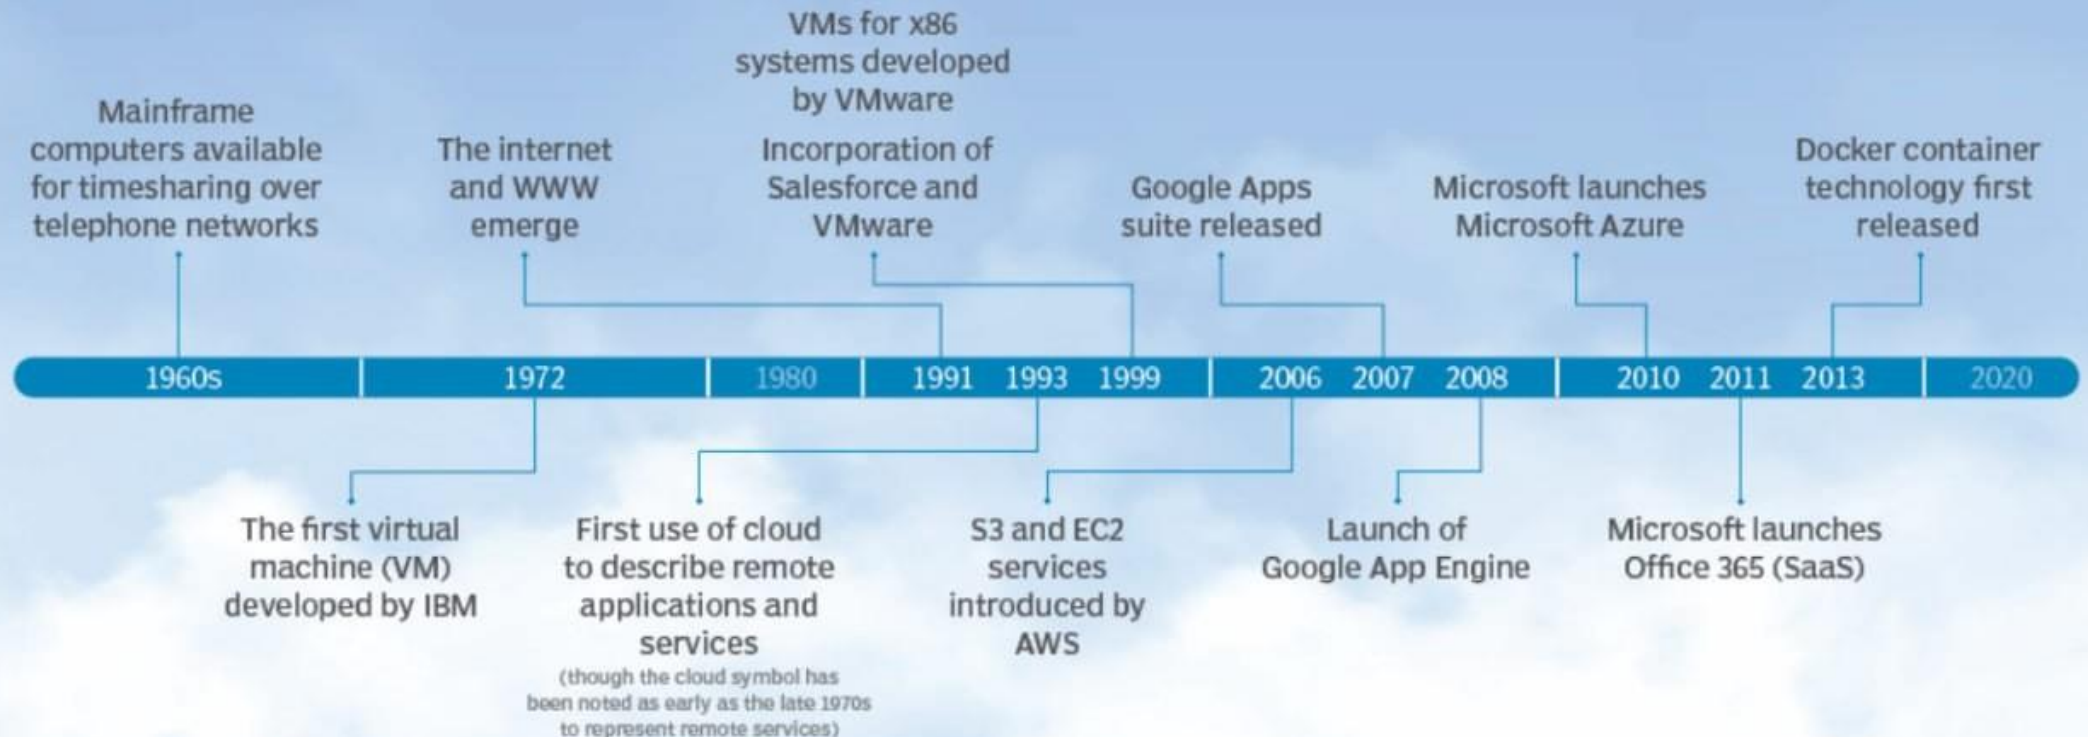 Mainframe
computers available
for timesharing over
telephone networks
The internet
and WWW
emerge
VMs for x86
systems developed
by VMware
Incorporation of
Salesforce and
VMware
Google Apps
suite released
Microsoft launches
Microsoft Azure
Docker container
technology first
released
1960s 1972 1980 1991 1993 1999 2006 2007 2008 2010 2011 2013 2020
The first virtual
machine (VM)
developed by IBM
First use of cloud
to describe remote
applications and
services
(though the cloud symbol has
been noted as early as the late 1970s
to represent remote services)
S3 and EC2
services
introduced by
AWS
Launch of
Google App Engine
Microsoft launches
Office 365 (SaaS)